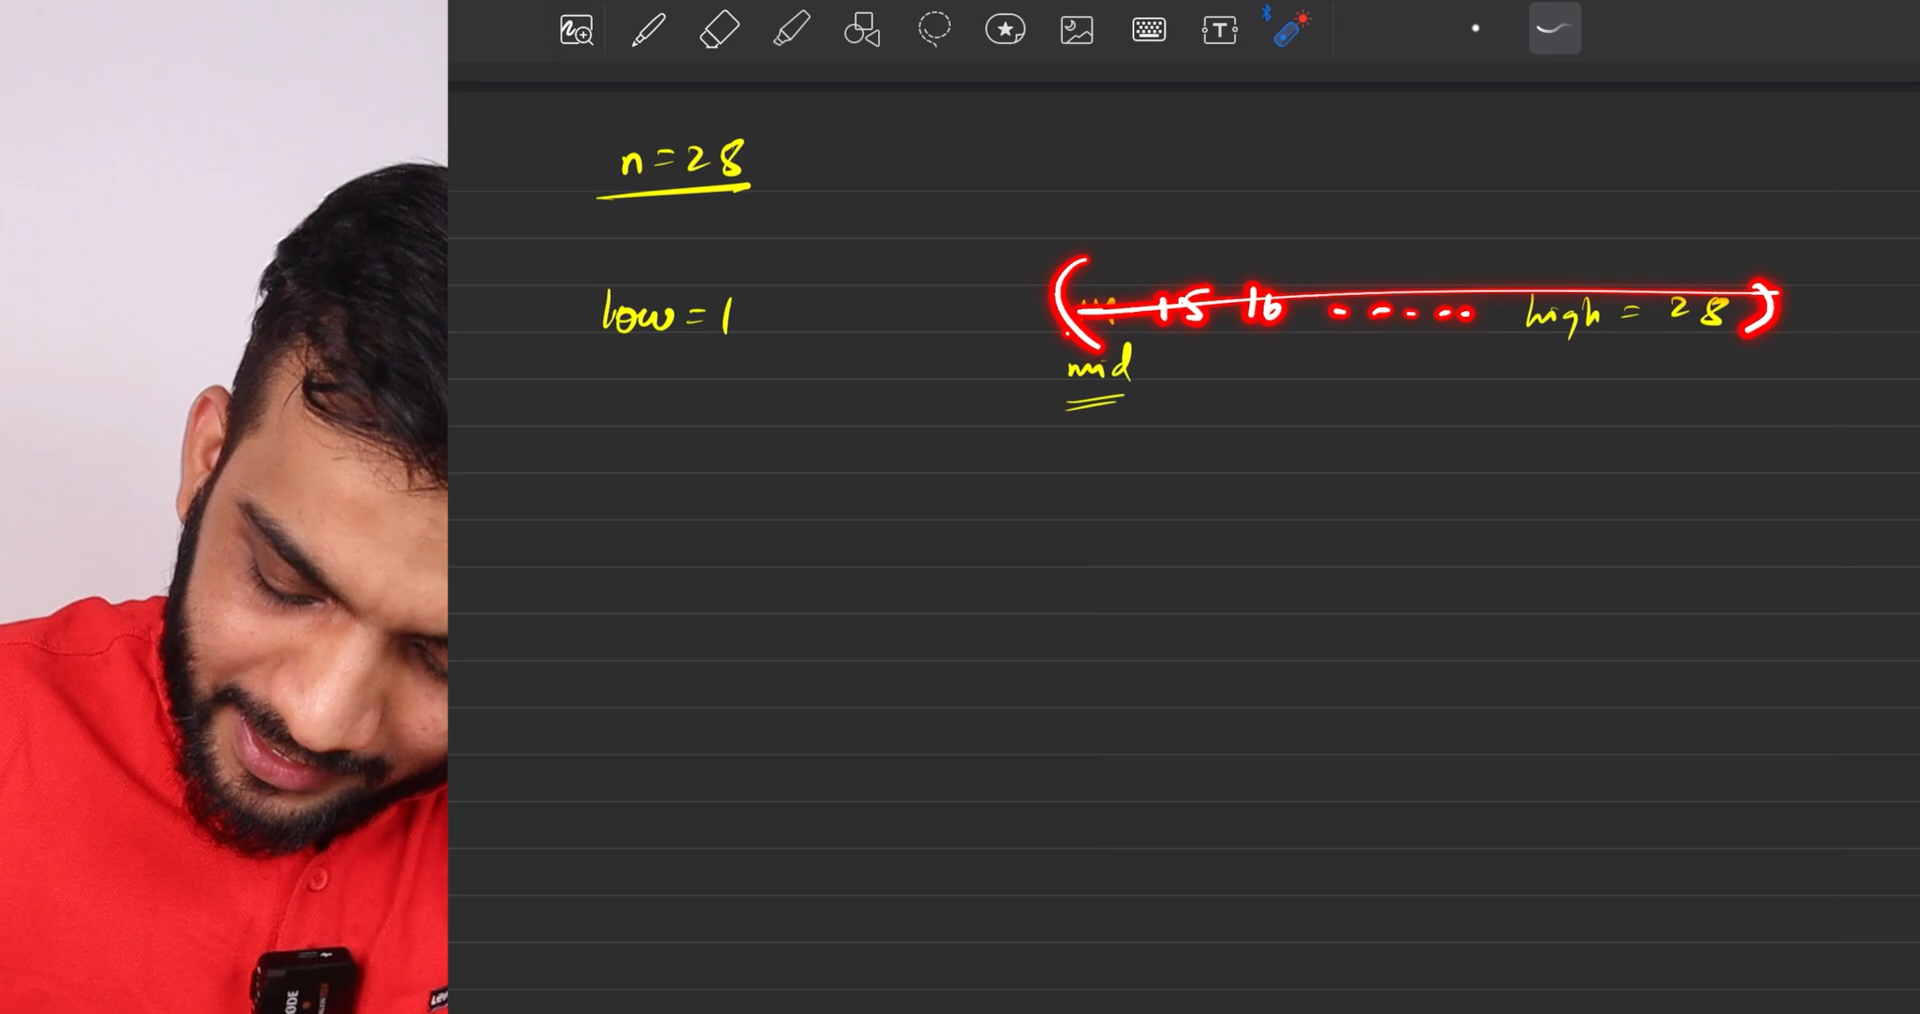 n = 28
low = 1
15 16 - - . - - high = 28
mid